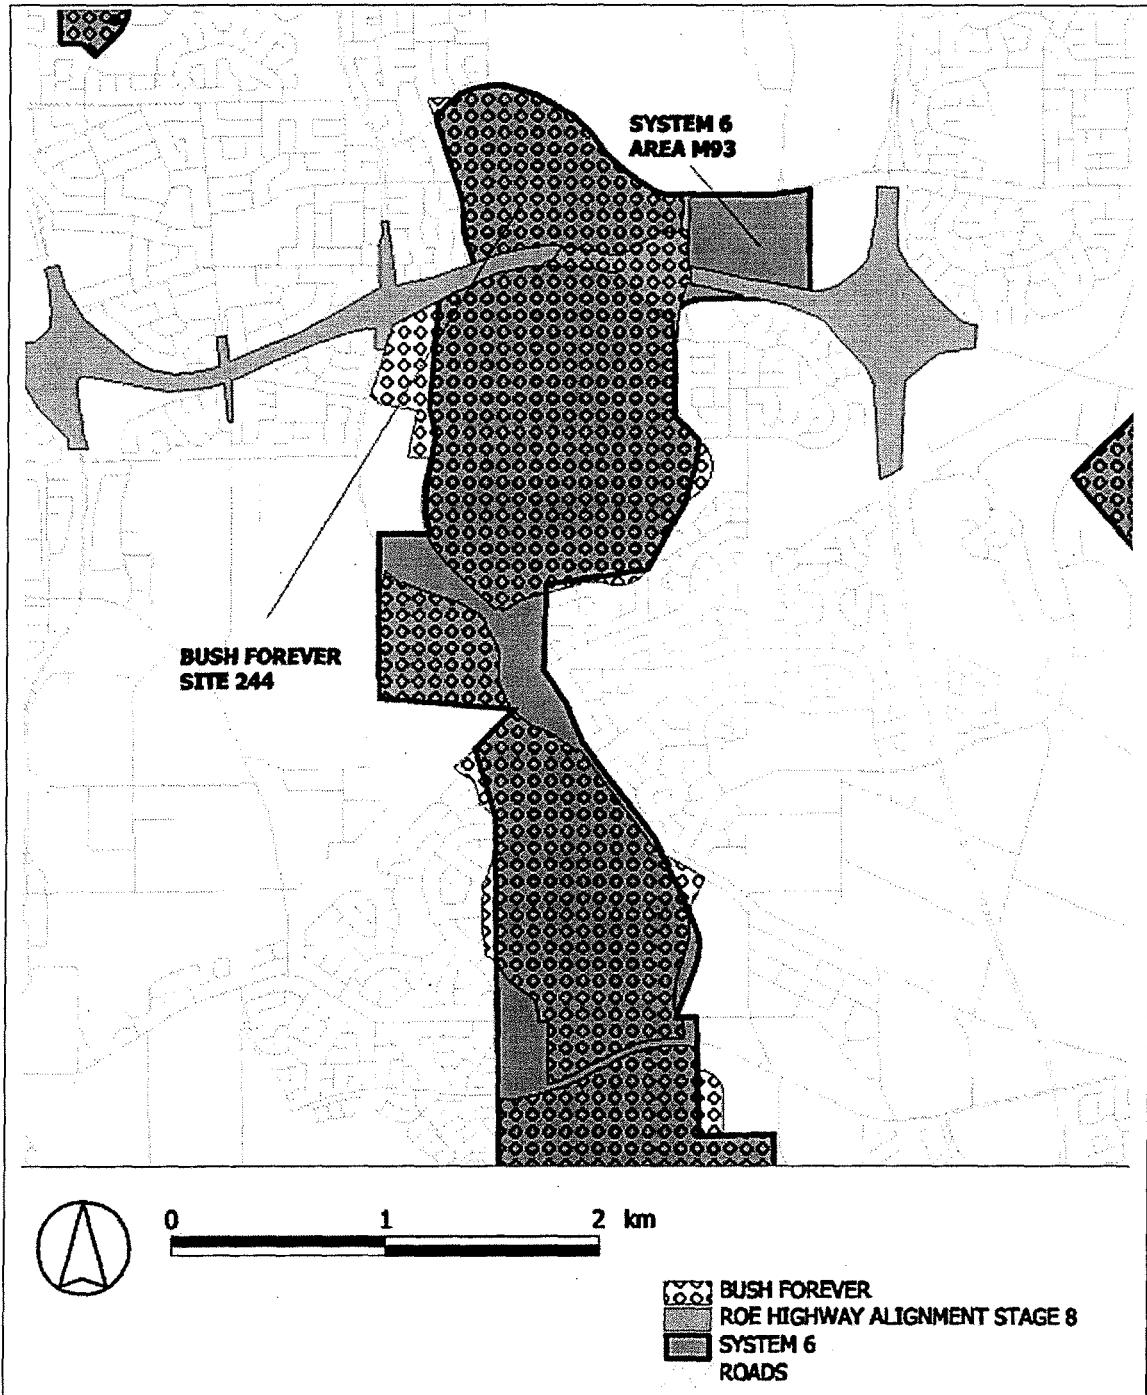 SYSTEM 6
AREA M93
BUSH FOREVER
SITE 244
0 1 2 km
BUSH FOREVER
ROE HIGHWAY ALIGNMENT STAGE 8
SYSTEM 6
ROADS